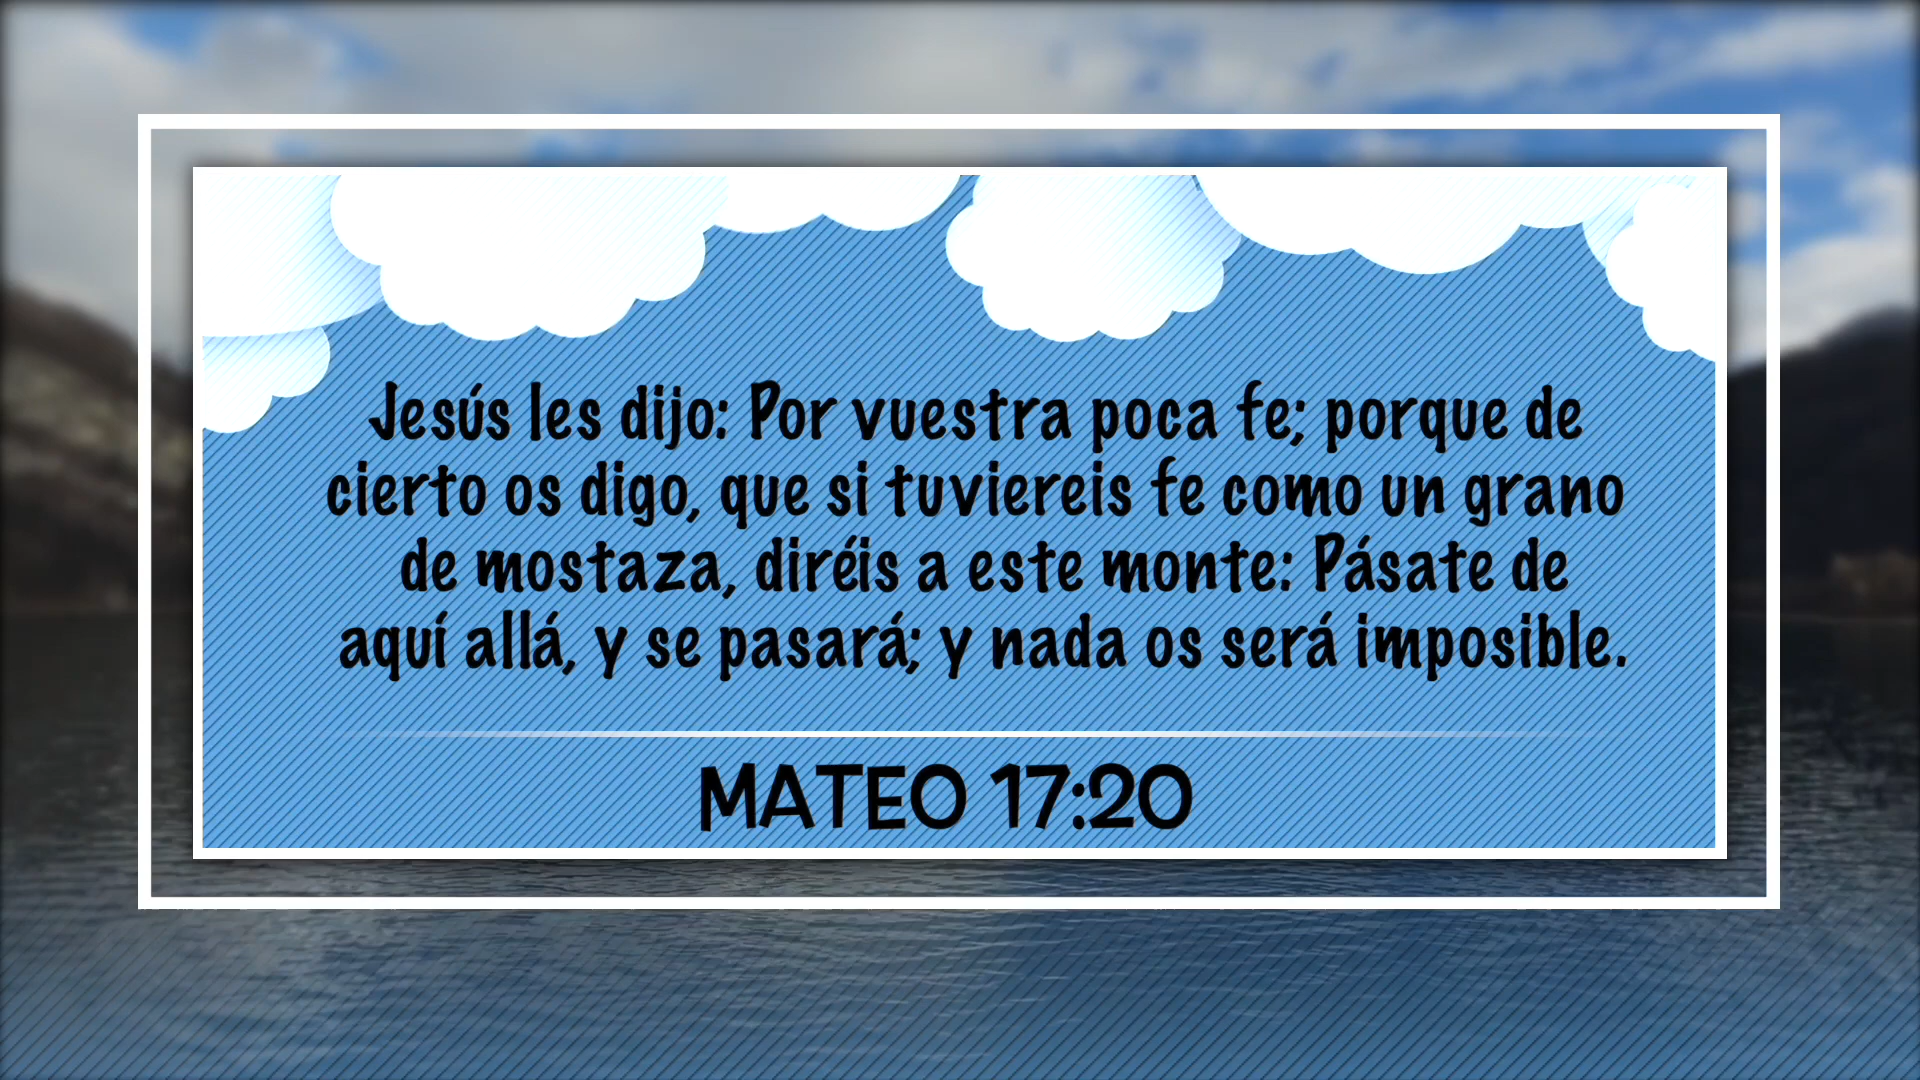 Jesús les dijo: Por vuestra poca fe; porque de
cierto os digo, que si tuviereis fe como un grano
de mostaza, diréis a este monte: Pásate de
aquí allá, y se pasará; y nada os será imposible.
MATEO 17:20